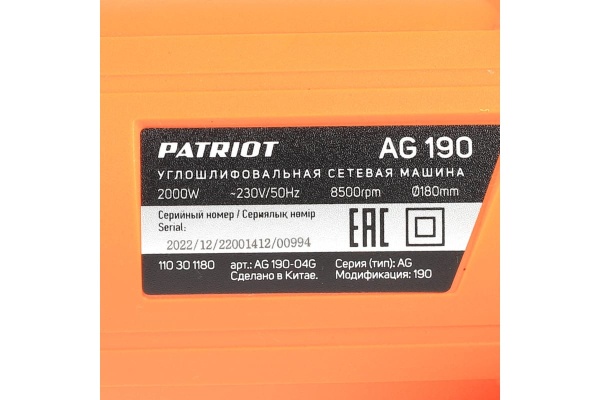 PATRIOT AG 190
УГЛОШЛИФОВАЛЬНАЯ СЕТЕВАЯ МАШИНА
2000W ~230V/50Hz 8500rpm Ø180mm
Серийный номер / Сериялық нөмір
Serial:
2022/12/22001412/00994
EAC
110 30 1180 арт.: AG 190-04G Серия (тип): AG
Сделано в Китае. Модификация: 190